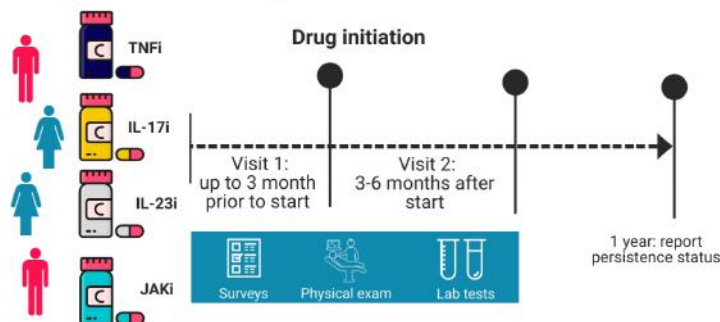 Drug initiation
TNFi
IL-17i
IL-23i
JAKi
C
C
C
C
Visit 1:
up to 3 month
prior to start
Visit 2:
3-6 months after
start
1 year: report
persistence status
Surveys
Physical exam
Lab tests